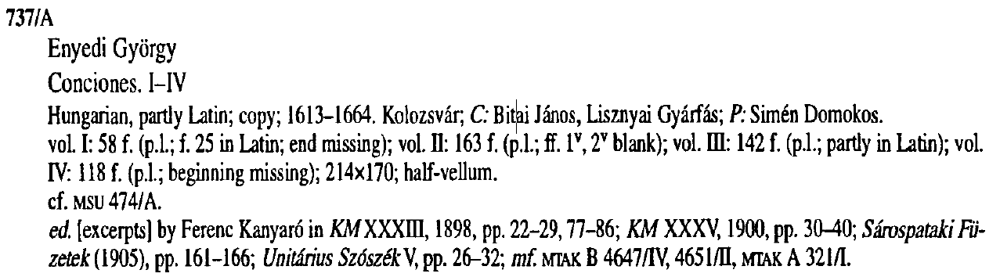 737/A
Enyedi György
Conciones. I–IV
Hungarian, partly Latin; copy; 1613–1664. Kolozsvár; C: Bitai János, Lisznyai Gyárfás; P: Simén Domokos.
vol. I: 58 f. (p.l.; f. 25 in Latin; end missing); vol. II: 163 f. (p.l.; ff. 1ᵛ, 2ᵛ blank); vol. III: 142 f. (p.l.; partly in Latin); vol.
IV: 118 f. (p.l.; beginning missing); 214×170; half-vellum.
cf. MSU 474/A.
ed. [excerpts] by Ferenc Kanyaró in KM XXXIII, 1898, pp. 22–29, 77–86; KM XXXV, 1900, pp. 30–40; Sárospataki Fü-
zetek (1905), pp. 161–166; Unitárius Szószék V, pp. 26–32; mf. MTAK B 4647/IV, 4651/II, MTAK A 321/I.